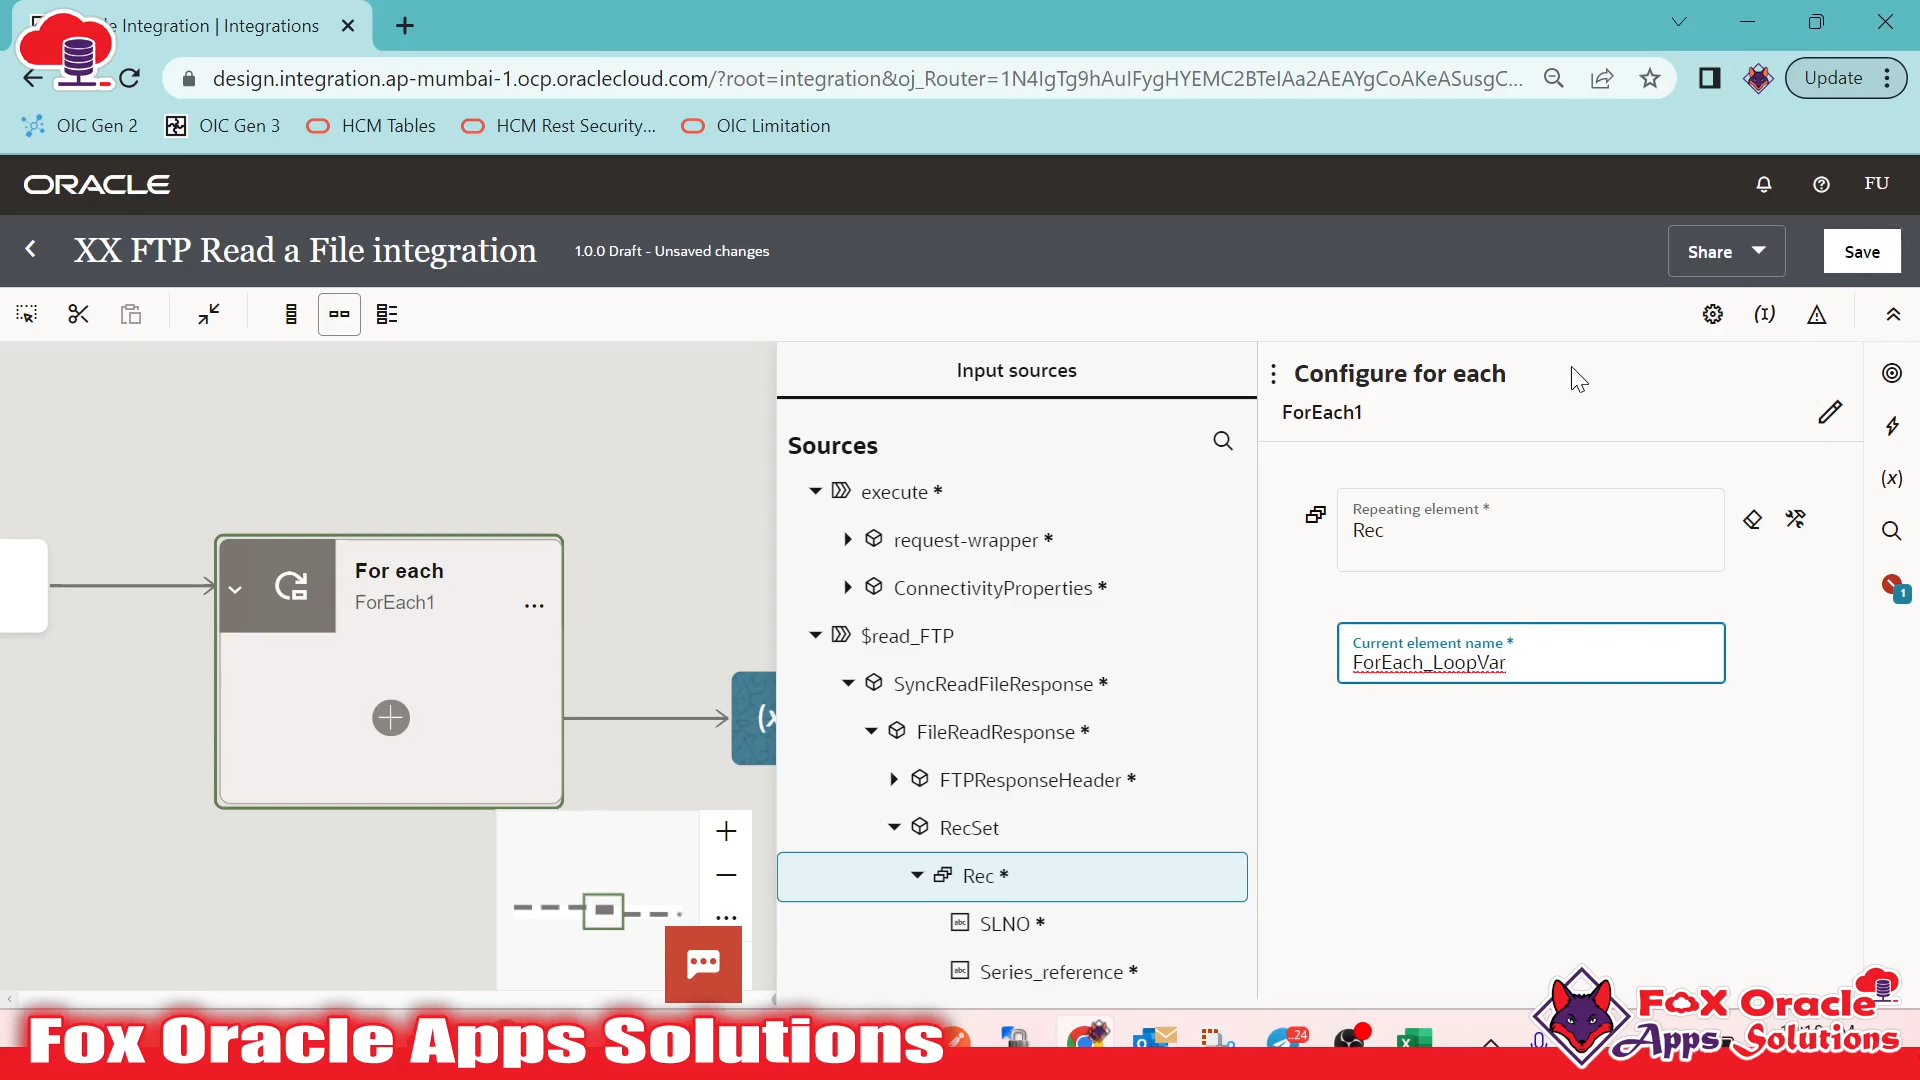 e Integration | Integrations
design.integration.ap-mumbai-1.ocp.oraclecloud.com/?root=integration&oj_Router=1N4IgTg9hAuIFygHYEMC2BTeIAa2AEAYgCoAKeASusgC...
Update
OIC Gen 2
OIC Gen 3
HCM Tables
HCM Rest Security...
OIC Limitation
ORACLE
FU
XX FTP Read a File integration
1.0.0 Draft - Unsaved changes
Share
Save
Input sources
Configure for each
ForEach1
Sources
execute *
request-wrapper *
ConnectivityProperties *
$read_FTP
SyncReadFileResponse *
FileReadResponse *
FTPResponseHeader *
RecSet
Rec *
SLNO *
Series_reference *
Repeating element *
Rec
Current element name *
ForEach_LoopVar
For each
ForEach1
1
24
Fox Oracle Apps Solutions
Fox Oracle
Apps Solutions